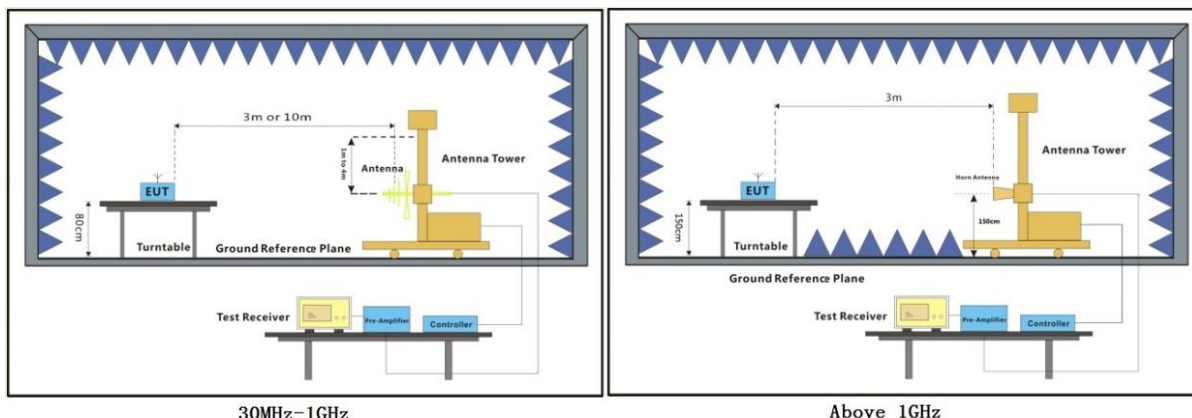 3m or 10m
1m to 4m
Antenna
Antenna Tower
EUT
80cm
Turntable
Ground Reference Plane
Test Receiver
Pre-Amplifier
Controller
30MHz-1GHz
3m
Antenna Tower
Horn Antenna
EUT
150cm
150cm
Turntable
Ground Reference Plane
Test Receiver
Pre-Amplifier
Controller
Above 1GHz